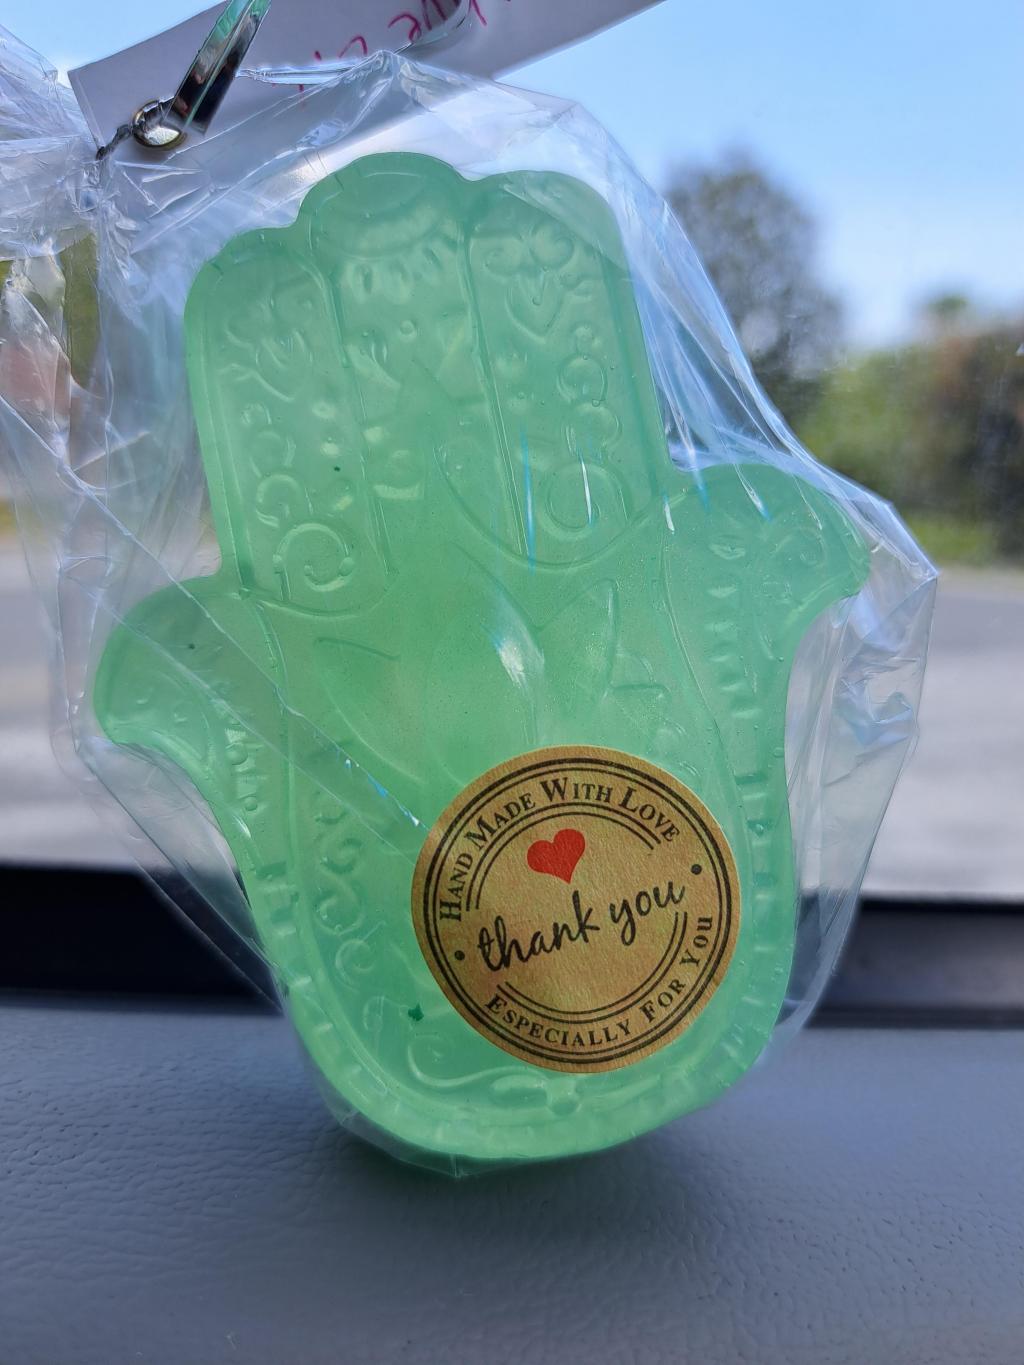 HAND MADE WITH LOVE
thank you
ESPECIALLY FOR YOU